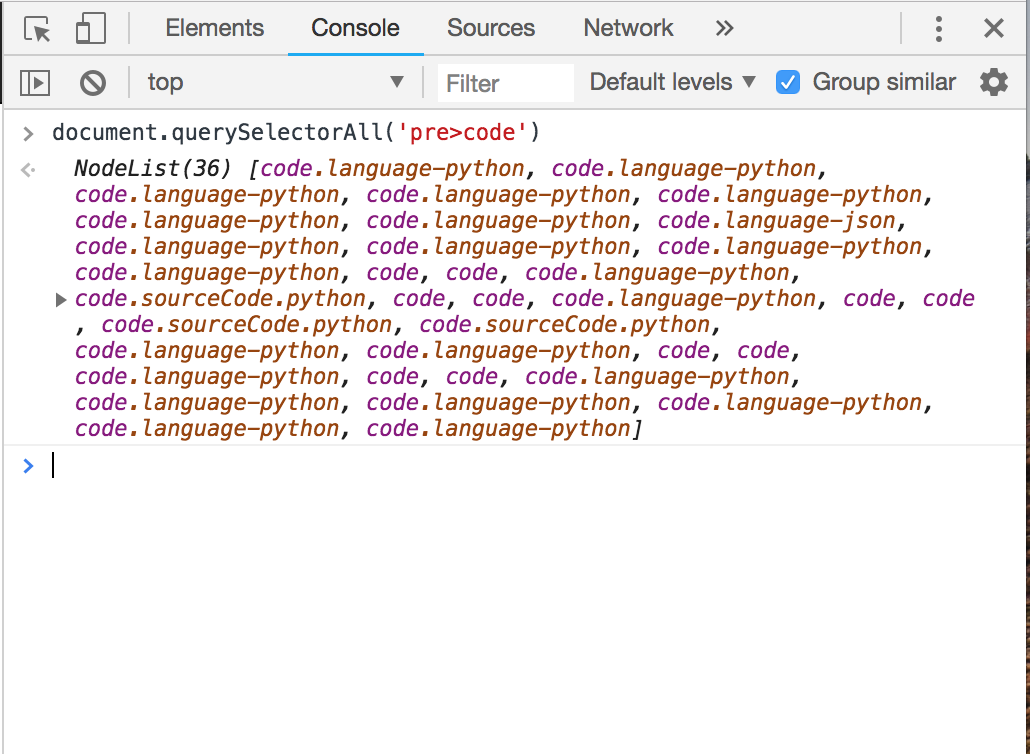 Elements Console Sources Network »
top Filter Default levels Group similar
> document.querySelectorAll('pre>code')
NodeList(36) [code.language-python, code.language-python,
code.language-python, code.language-python, code.language-python,
code.language-python, code.language-python, code.language-json,
code.language-python, code.language-python, code.language-python,
code.language-python, code, code, code.language-python,
code.sourceCode.python, code, code, code.language-python, code, code
, code.sourceCode.python, code.sourceCode.python,
code.language-python, code.language-python, code, code,
code.language-python, code, code, code.language-python,
code.language-python, code.language-python, code.language-python,
code.language-python, code.language-python]
>